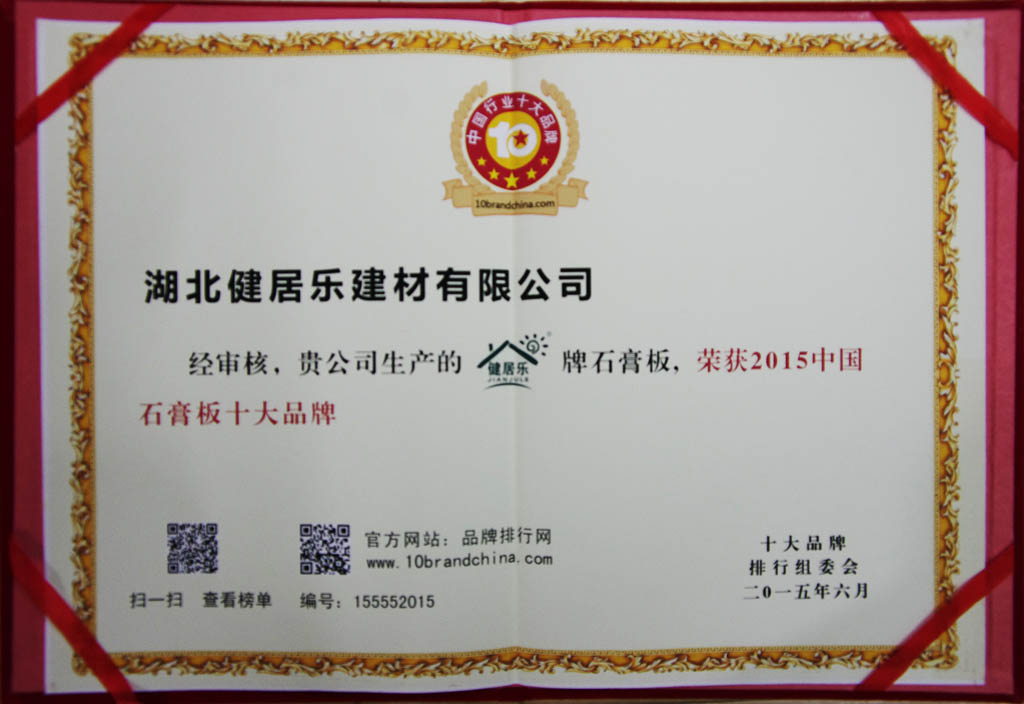 中国行业十大品牌
10
10brandchina.com
湖北健居乐建材有限公司
经审核，贵公司生产的 健居乐 JIANJULE ® 牌石膏板，荣获2015中国
石膏板十大品牌
官方网站：品牌排行网
www.10brandchina.com
扫一扫 查看榜单 编号：155552015
十大品牌
排行组委会
二0一五年六月